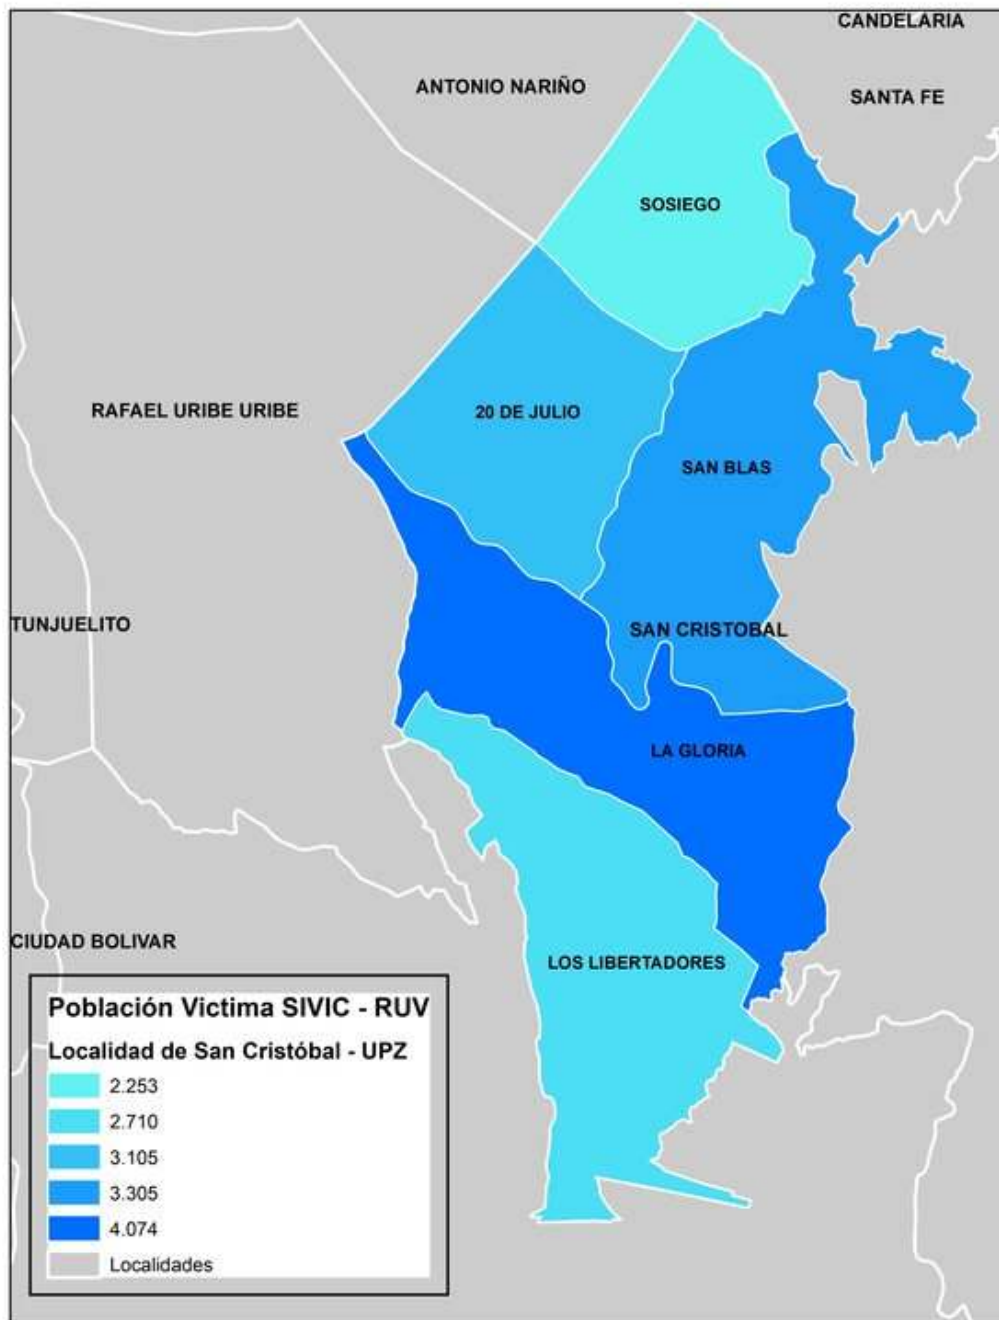 CANDELARIA
ANTONIO NARIÑO
SANTA FE
SOSIEGO
RAFAEL URIBE URIBE
20 DE JULIO
SAN BLAS
TUNJUELITO
SAN CRISTOBAL
LA GLORIA
CIUDAD BOLIVAR
LOS LIBERTADORES
Población Victima SIVIC - RUV
Localidad de San Cristóbal - UPZ
2.253
2.710
3.105
3.305
4.074
Localidades